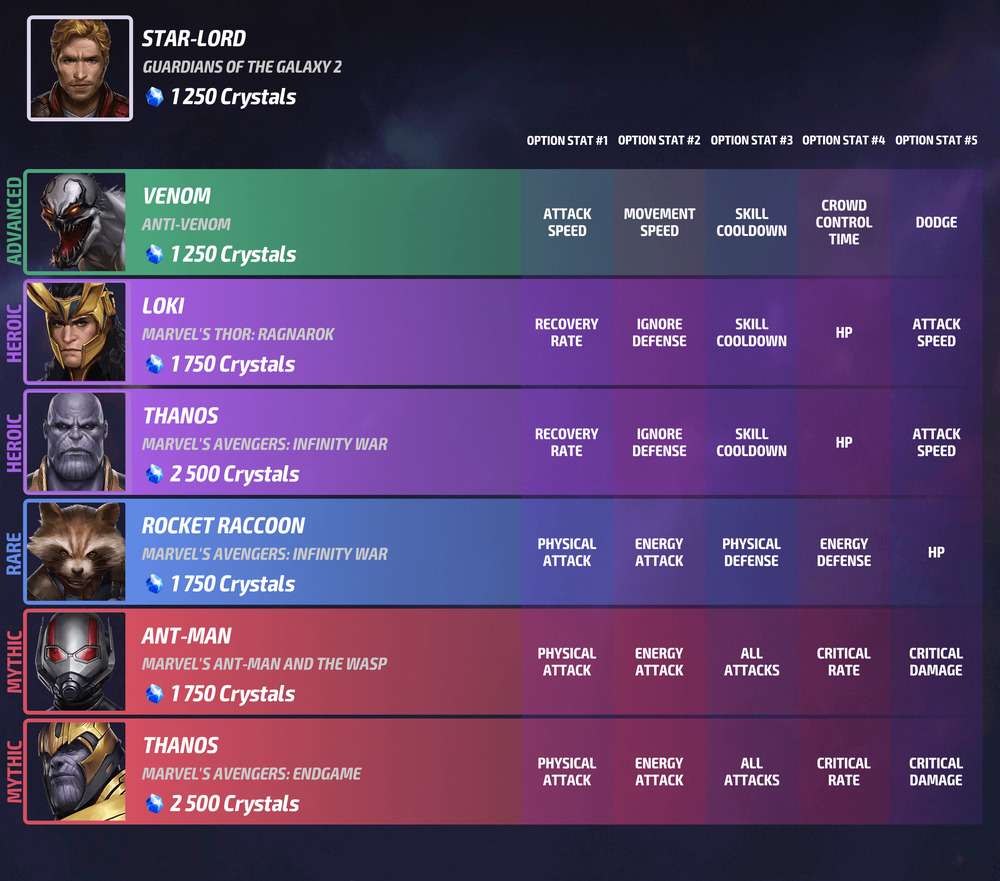 STAR-LORD
GUARDIANS OF THE GALAXY 2
1 250 Crystals
OPTION STAT #1 OPTION STAT #2 OPTION STAT #3 OPTION STAT #4 OPTION STAT #5
ADVANCED
VENOM
ANTI-VENOM
1 250 Crystals
ATTACK
SPEED
MOVEMENT
SPEED
SKILL
COOLDOWN
CROWD
CONTROL
TIME
DODGE
HEROIC
LOKI
MARVEL'S THOR: RAGNAROK
1 750 Crystals
RECOVERY
RATE
IGNORE
DEFENSE
SKILL
COOLDOWN
HP
ATTACK
SPEED
HEROIC
THANOS
MARVEL'S AVENGERS: INFINITY WAR
2 500 Crystals
RECOVERY
RATE
IGNORE
DEFENSE
SKILL
COOLDOWN
HP
ATTACK
SPEED
RARE
ROCKET RACCOON
MARVEL'S AVENGERS: INFINITY WAR
1 750 Crystals
PHYSICAL
ATTACK
ENERGY
ATTACK
PHYSICAL
DEFENSE
ENERGY
DEFENSE
HP
MYTHIC
ANT-MAN
MARVEL'S ANT-MAN AND THE WASP
1 750 Crystals
PHYSICAL
ATTACK
ENERGY
ATTACK
ALL
ATTACKS
CRITICAL
RATE
CRITICAL
DAMAGE
MYTHIC
THANOS
MARVEL'S AVENGERS: ENDGAME
2 500 Crystals
PHYSICAL
ATTACK
ENERGY
ATTACK
ALL
ATTACKS
CRITICAL
RATE
CRITICAL
DAMAGE